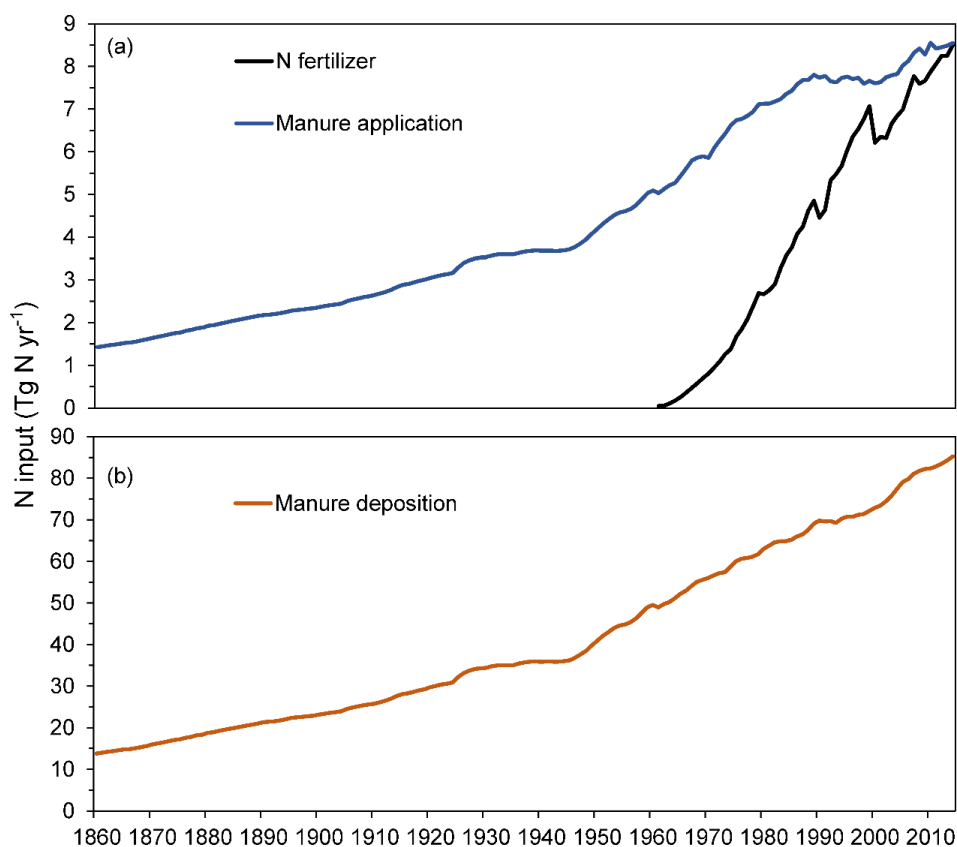 9
(a)
N fertilizer
8
7
Manure application
6
5
4
3
2
1
0
N input (Tg N yr⁻¹)
90
(b)
80
Manure deposition
70
60
50
40
30
20
10
0
1860 1870 1880 1890 1900 1910 1920 1930 1940 1950 1960 1970 1980 1990 2000 2010